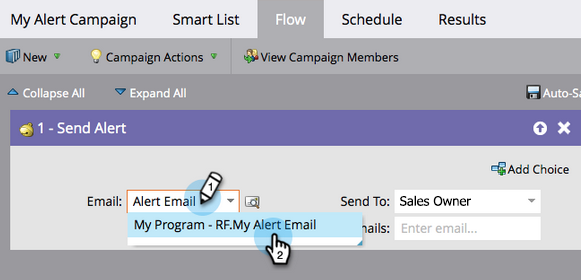 My Alert Campaign Smart List Flow Schedule Results
New Campaign Actions View Campaign Members
Collapse All Expand All Auto-Sa
1 - Send Alert
Add Choice
Email: Alert Email 1 Send To: Sales Owner
My Program - RF.My Alert Email 2 mails: Enter email...